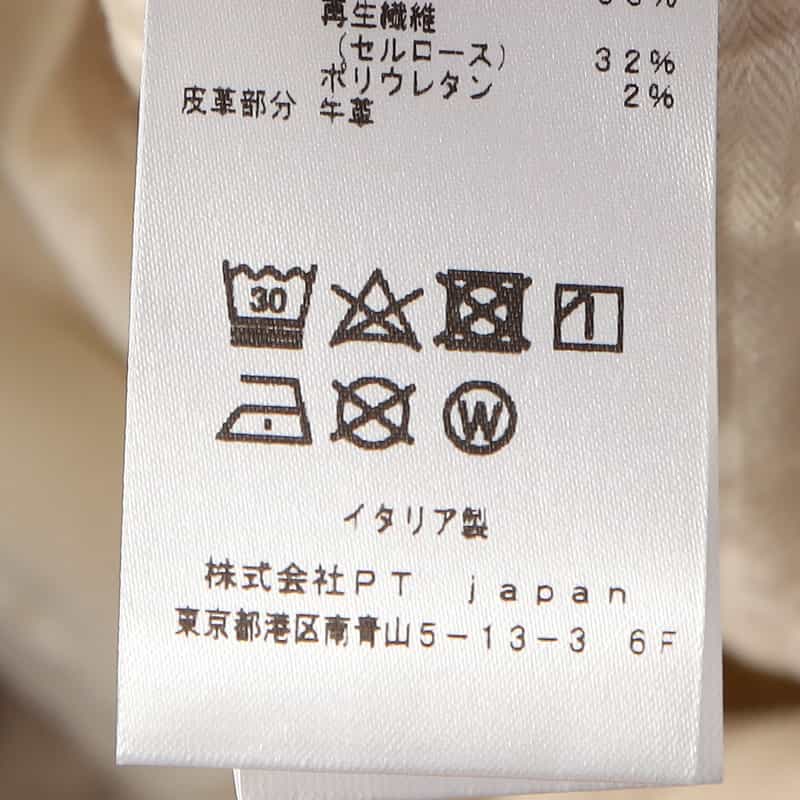 再生繊維
(セルロース) 32%
ポリウレタン 2%
皮革部分 牛革
30
W
イタリア製
株式会社PT japan
東京都港区南青山5-13-3 6F